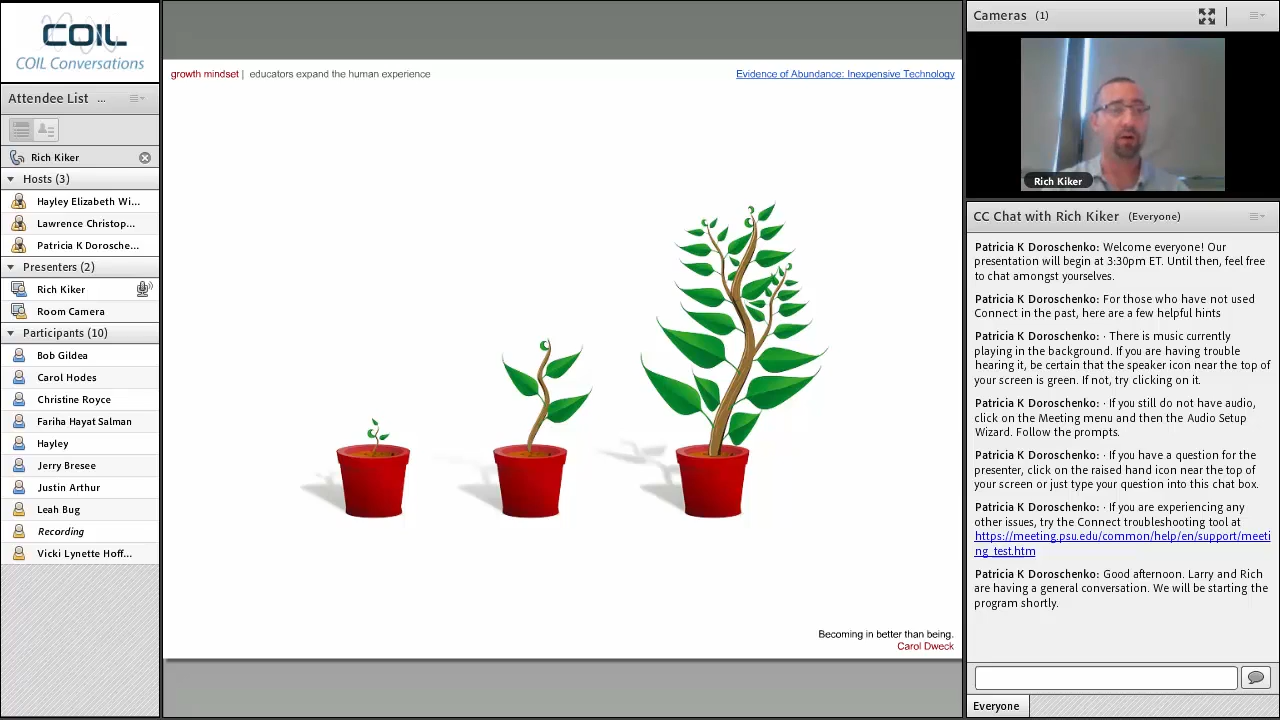 COIL
COIL Conversations
Attendee List ...
Rich Kiker
Hosts (3)
Hayley Elizabeth Wi...
Lawrence Christop...
Patricia K Dorosche...
Presenters (2)
Rich Kiker
Room Camera
Participants (10)
Bob Gildea
Carol Hodes
Christine Royce
Fariha Hayat Salman
Hayley
Jerry Bresee
Justin Arthur
Leah Bug
Recording
Vicki Lynette Hoff...
growth mindset | educators expand the human experience
Evidence of Abundance: Inexpensive Technology
Becoming in better than being.
Carol Dweck
Cameras (1)
Rich Kiker
CC Chat with Rich Kiker (Everyone)
Patricia K Doroschenko: Welcome everyone! Our
presentation will begin at 3:30pm ET. Until then, feel free
to chat amongst yourselves.
Patricia K Doroschenko: For those who have not used
Connect in the past, here are a few helpful hints
Patricia K Doroschenko: · There is music currently
playing in the background. If you are having trouble
hearing it, be certain that the speaker icon near the top of
your screen is green. If not, try clicking on it.
Patricia K Doroschenko: · If you still do not have audio,
click on the Meeting menu and then the Audio Setup
Wizard. Follow the prompts.
Patricia K Doroschenko: · If you have a question for the
presenter, click on the raised hand icon near the top of
your screen or just type your question into this chat box.
Patricia K Doroschenko: · If you are experiencing any
other issues, try the Connect troubleshooting tool at
https://meeting.psu.edu/common/help/en/support/meeti
ng_test.htm
Patricia K Doroschenko: Good afternoon. Larry and Rich
are having a general conversation. We will be starting the
program shortly.
Everyone